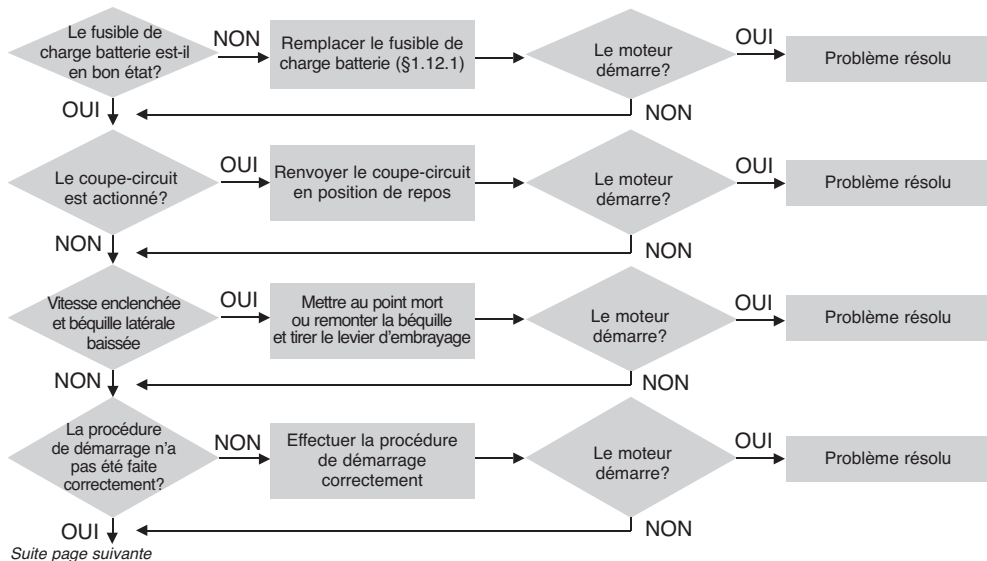 Le fusible de
charge batterie est-il
en bon état?
NON
Remplacer le fusible de
charge batterie (§1.12.1)
Le moteur
démarre?
OUI
Problème résolu
OUI
NON
Le coupe-circuit
est actionné?
OUI
Renvoyer le coupe-circuit
en position de repos
Le moteur
démarre?
OUI
Problème résolu
NON
NON
Vitesse enclenchée
et béquille latérale
baissée
OUI
Mettre au point mort
ou remonter la béquille
et tirer le levier d'embrayage
Le moteur
démarre?
OUI
Problème résolu
NON
NON
La procédure
de démarrage n'a
pas été faite
correctement?
NON
Effectuer la procédure
de démarrage
correctement
Le moteur
démarre?
OUI
Problème résolu
OUI
NON
Suite page suivante